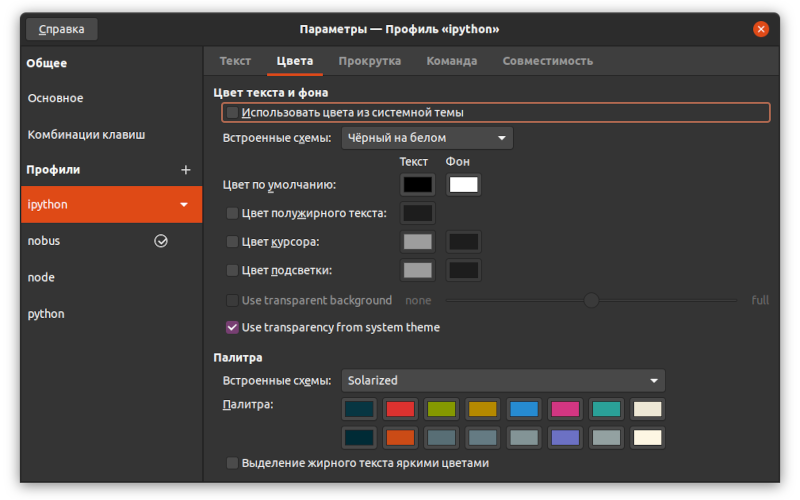 Справка
Параметры — Профиль «ipython»
Общее
Основное
Комбинации клавиш
Профили
ipython
nobus
node
python
Текст Цвета Прокрутка Команда Совместимость
Цвет текста и фона
Использовать цвета из системной темы
Встроенные схемы: Чёрный на белом
Текст Фон
Цвет по умолчанию:
Цвет полужирного текста:
Цвет курсора:
Цвет подсветки:
Use transparent background none full
Use transparency from system theme
Палитра
Встроенные схемы: Solarized
Палитра:
Выделение жирного текста яркими цветами